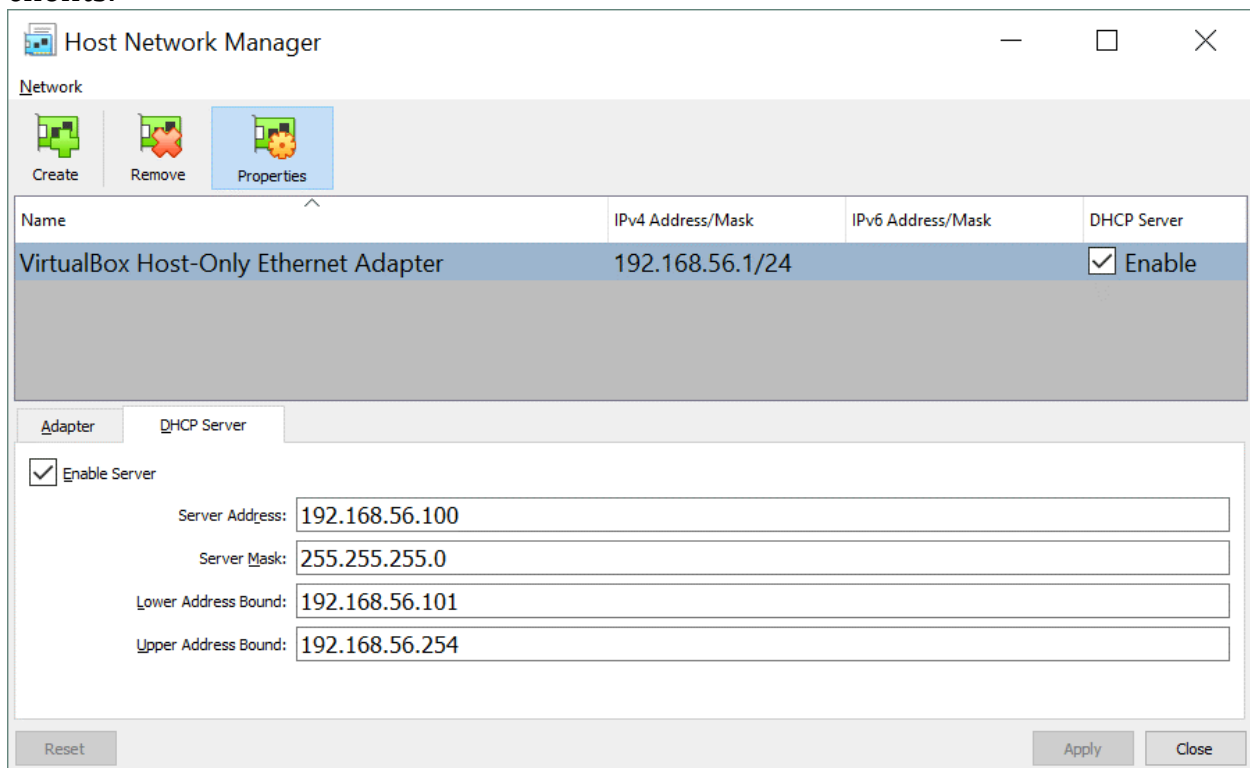 clients.
Host Network Manager
Network
Create Remove Properties
Name IPv4 Address/Mask IPv6 Address/Mask DHCP Server
VirtualBox Host-Only Ethernet Adapter 192.168.56.1/24 Enable
Adapter DHCP Server
Enable Server
Server Address: 192.168.56.100
Server Mask: 255.255.255.0
Lower Address Bound: 192.168.56.101
Upper Address Bound: 192.168.56.254
Reset Apply Close